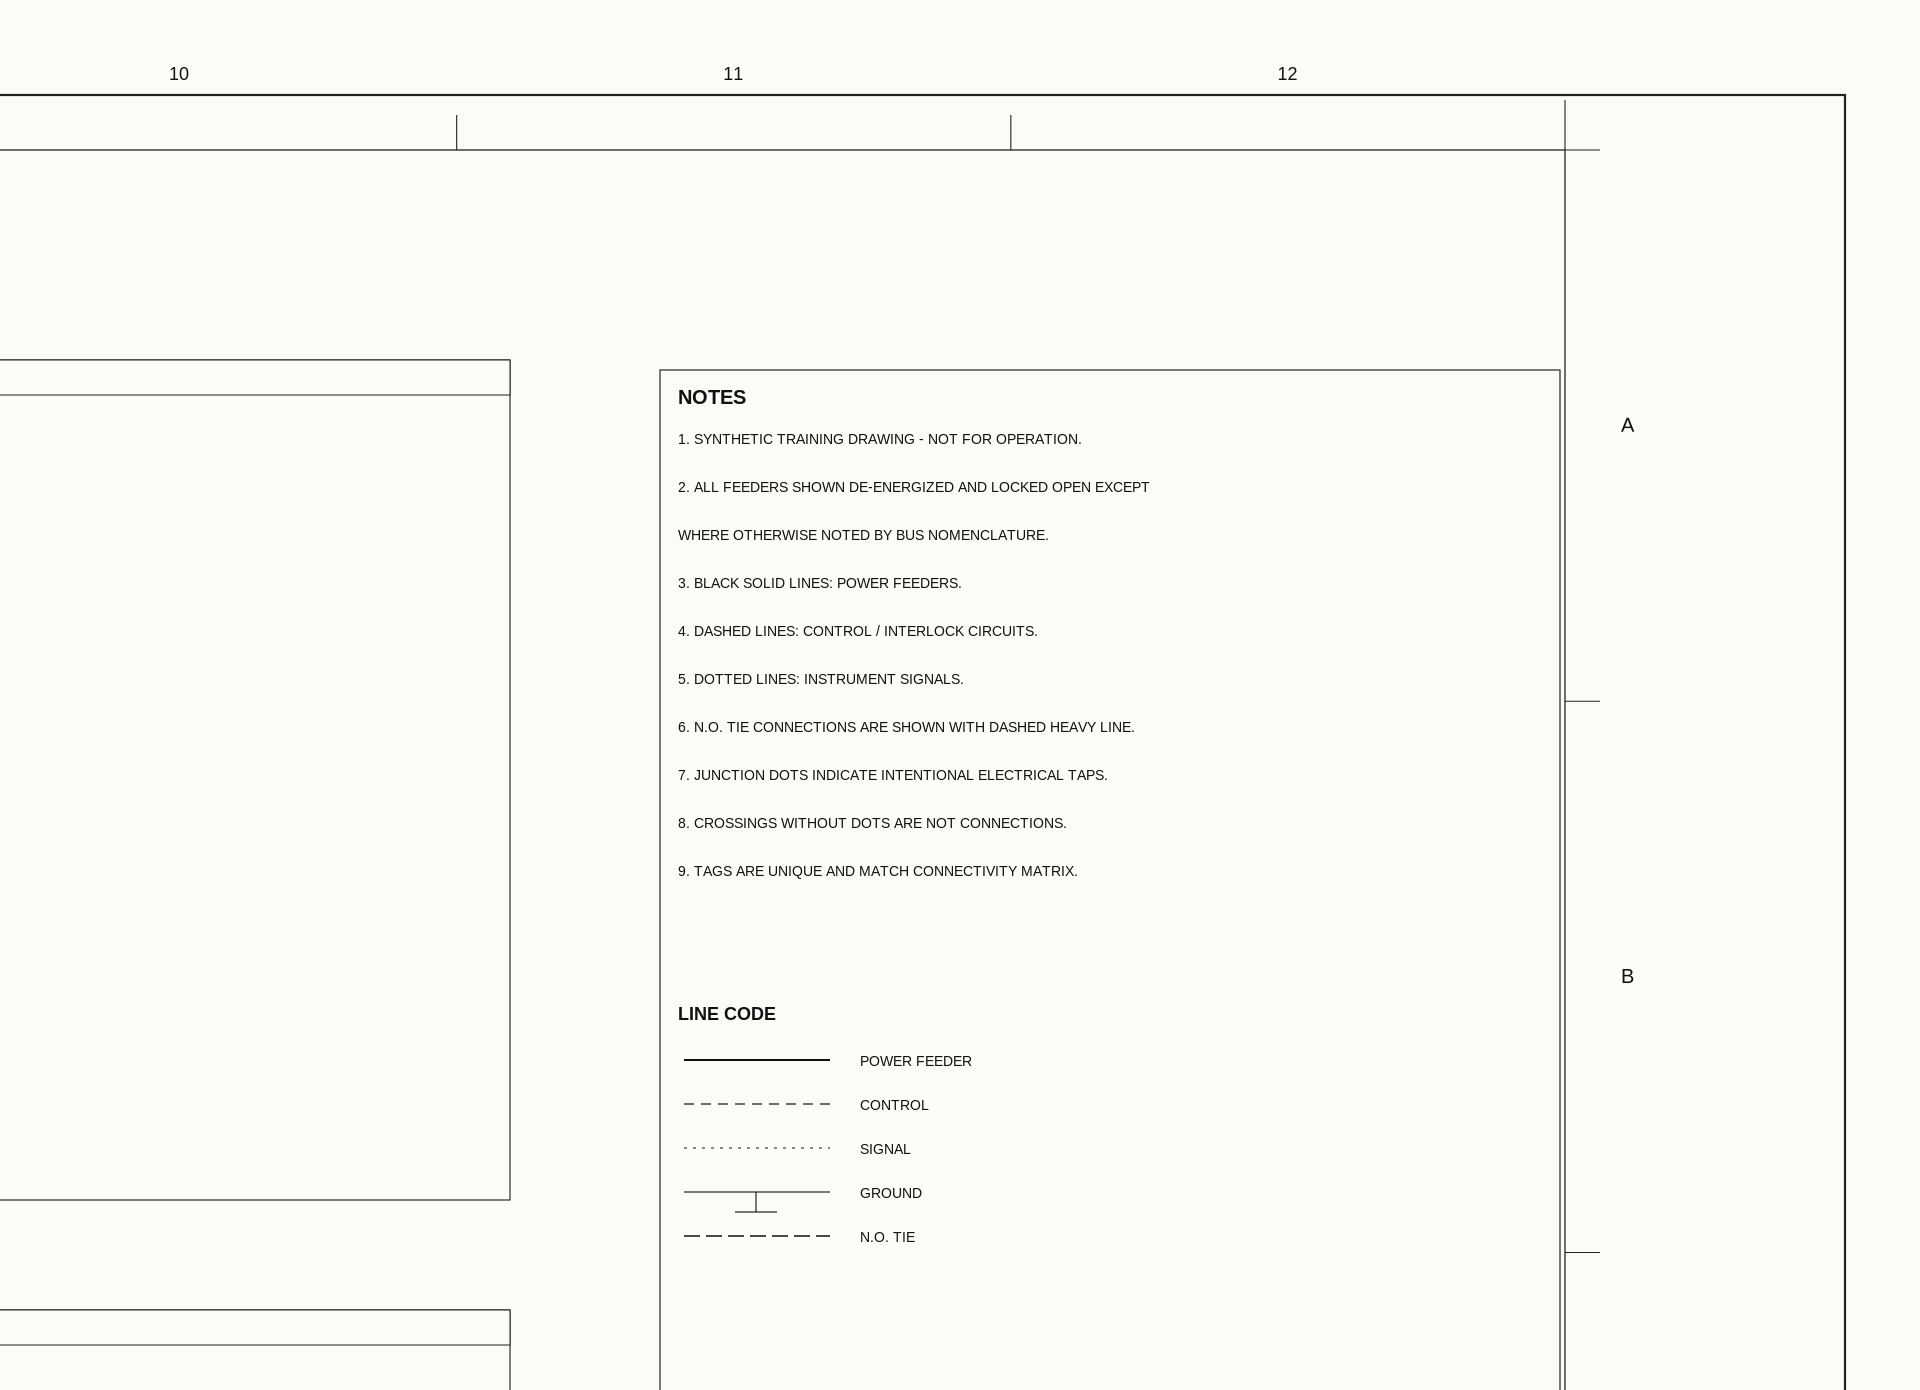 10 11 12
NOTES
1. SYNTHETIC TRAINING DRAWING - NOT FOR OPERATION.
A
2. ALL FEEDERS SHOWN DE-ENERGIZED AND LOCKED OPEN EXCEPT
WHERE OTHERWISE NOTED BY BUS NOMENCLATURE.
3. BLACK SOLID LINES: POWER FEEDERS.
4. DASHED LINES: CONTROL / INTERLOCK CIRCUITS.
5. DOTTED LINES: INSTRUMENT SIGNALS.
6. N.O. TIE CONNECTIONS ARE SHOWN WITH DASHED HEAVY LINE.
7. JUNCTION DOTS INDICATE INTENTIONAL ELECTRICAL TAPS.
8. CROSSINGS WITHOUT DOTS ARE NOT CONNECTIONS.
9. TAGS ARE UNIQUE AND MATCH CONNECTIVITY MATRIX.
B
LINE CODE
POWER FEEDER
CONTROL
SIGNAL
GROUND
N.O. TIE